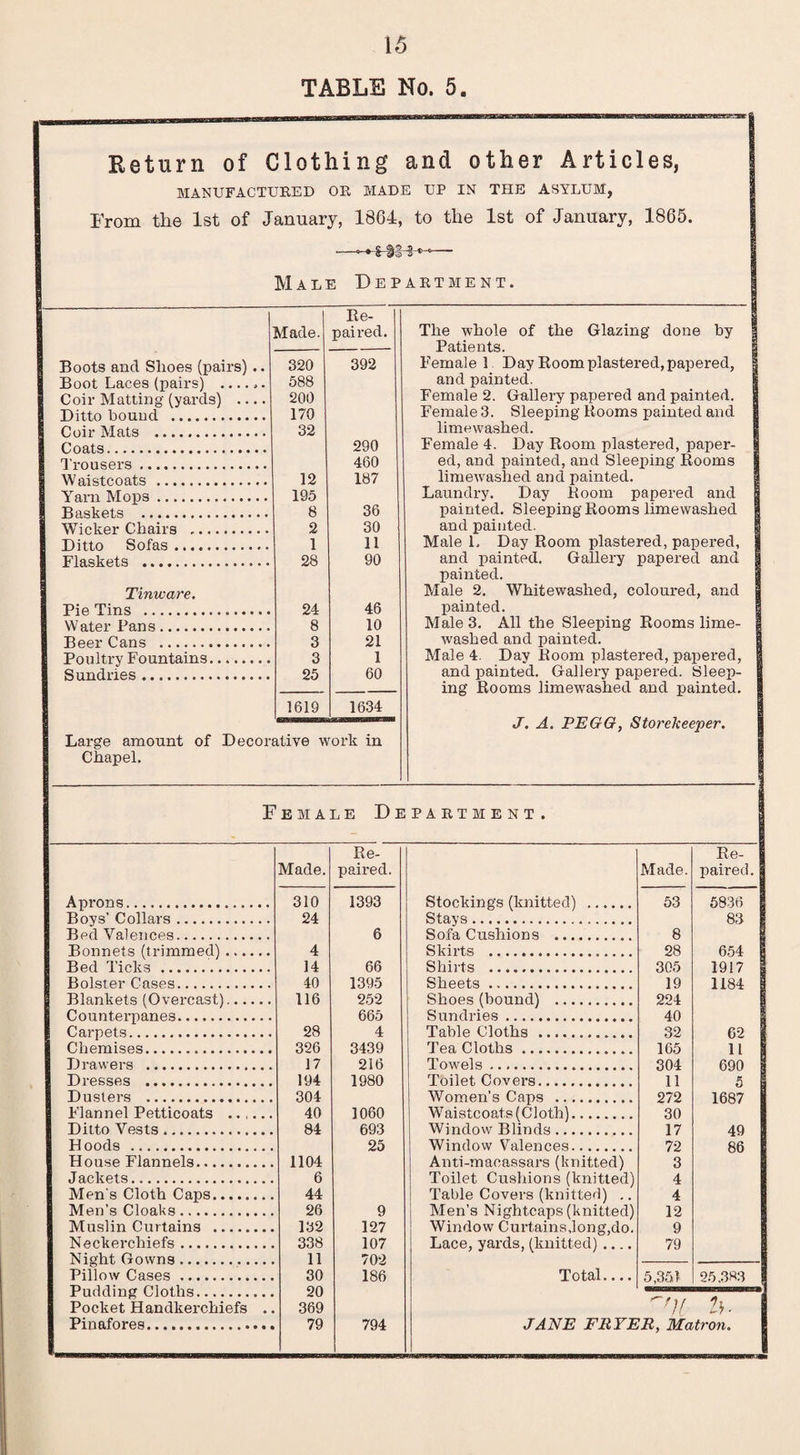 15
TABLE No. 5.
Return of Clothing and other Articles,
MANUFACTURED OR MADE UP IN THE ASYLUM,
From the 1st of January, 1864, to the 1st of January, 1865.
MALE DEPARTMENT.
Made. Re-paired.
Boots and Shoes (pairs) .. 320 392
Boot Laces (pairs) ...... 588
Coir Matting (yards) .... 200
Ditto bound ............ 170
Coir Mats .............. 32
Coats.................... 290
Trousers ................ 460
Waistcoats .............. 12 187
Yarn Mops .............. 195
Baskets ................ 8 36
Wicker Chairs .......... 2 30
Ditto Sofas ............ 1 11
Flaskets ................ 28 90
Tinware.
Pie Tins ................ 24 46
Water Pans .............. 8 10
Beer Cans .............. 3 21
Poultry Fountains........ 3 1
Sundries ................ 25 60
1619 1634
Large amount of Decorative work in
Chapel.
The whole of the Glazing done by
Patients.
Female 1. Day Room plastered, papered,
and painted.
Female 2. Gallery papered and painted.
Female 3. Sleeping Rooms painted and
limewashed.
Female 4. Day Room plastered, paper-
ed, and painted, and Sleeping Rooms
limewashed and painted.
Laundry. Day Room papered and
painted. Sleeping Rooms limewashed
and painted.
Male 1. Day Room plastered, papered,
and painted. Gallery papered and
painted.
Male 2. Whitewashed, coloured, and
painted.
Male 3. All the Sleeping Rooms lime-
washed and painted.
Male 4. Day Room plastered, papered,
and painted. Gallery papered. Sleep-
ing Rooms limewashed and painted.
J. A. PEGG, Storekeeper.
FEMALE DEPARTMENT.
Made. Re-paired.
Aprons.................. 310 1393
Boys' Collars ............ 24
Bed Valences............ 6
Bonnets (trimmed) ...... 4
Bed Ticks .............. 14 66
Bolster Cases............ 40 1395
Blankets (Overcast)...... 116 252
Counterpanes............ 665
Carpets.................. 28 4
Chemises................ 326 3439
Drawers ................ 17 216
Dresses ................ 194 1980
Dusters ................ 304
Flannel Petticoats ...... 40 1060
Ditto Vests .............. 84 693
Hoods .................. 25
House Flannels.......... 1104
Jackets.................. 6
Men's Cloth Caps........ 44
Men's Cloaks ............ 26 9
Muslin Curtains ........ 132 127
Neckerchiefs ............ 338 107
Night Gowns ............ 11 702
Pillow Cases ............ 30 186
Pudding Cloths.......... 20
Pocket Handkerchiefs .. 369
Pinafores................ 79 794
Made. Re-paired.
Stockings (knitted) ...... 53 5836
Stays .................... 83
Sofa Cushions .......... 8
Skirts .................. 28 654
Shirts .................. 305 1917
Sheets .................. 19 1184
Shoes (bound) .......... 224
Sundries ................ 40
Table Cloths ............ 32 62
Tea Cloths .............. 165 11
Towels .................. 304 690
Toilet Covers............ 11 5
Women's Caps .......... 272 1687
Waistcoats (Cloth)........ 30
Window Blinds .......... 17 49
Window Valences........ 72 86
Anti-macassars (knitted) 3
Toilet Cushions (knitted) 4
Table Covers (knitted) .. 4
Men's Nightcaps (knitted) 12
Window Curtains, long, do. 9
Lace, yards, (knitted) .... 79
Total.... 5,351 25,383
JANE FRYER, Matron.